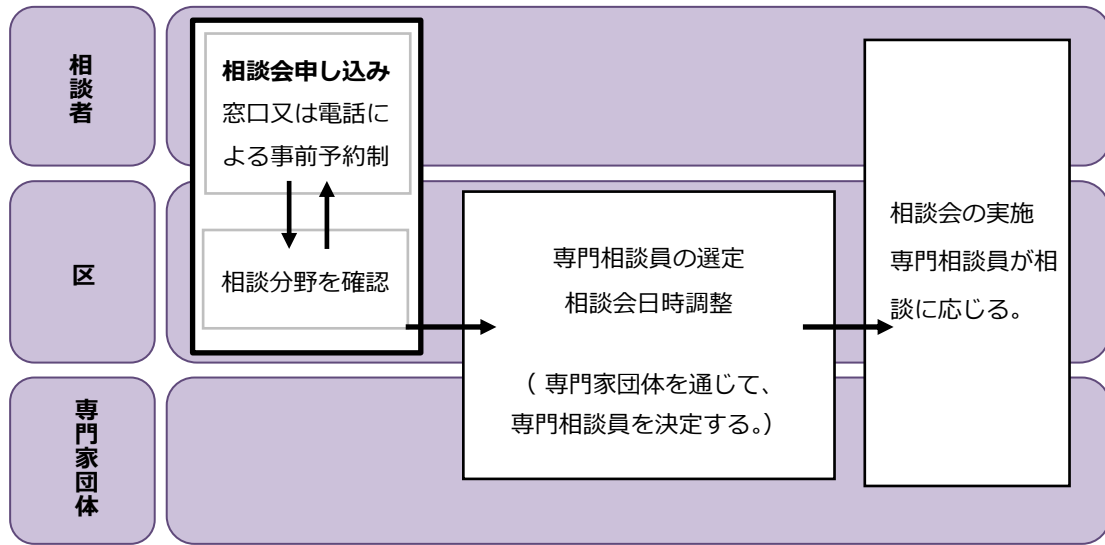 相談者
相談会申し込み
窓口又は電話に
よる事前予約制
区
相談分野を確認
専門相談員の選定
相談会日時調整
（ 専門家団体を通じて、
専門相談員を決定する。）
相談会の実施
専門相談員が相
談に応じる。
専門家団体